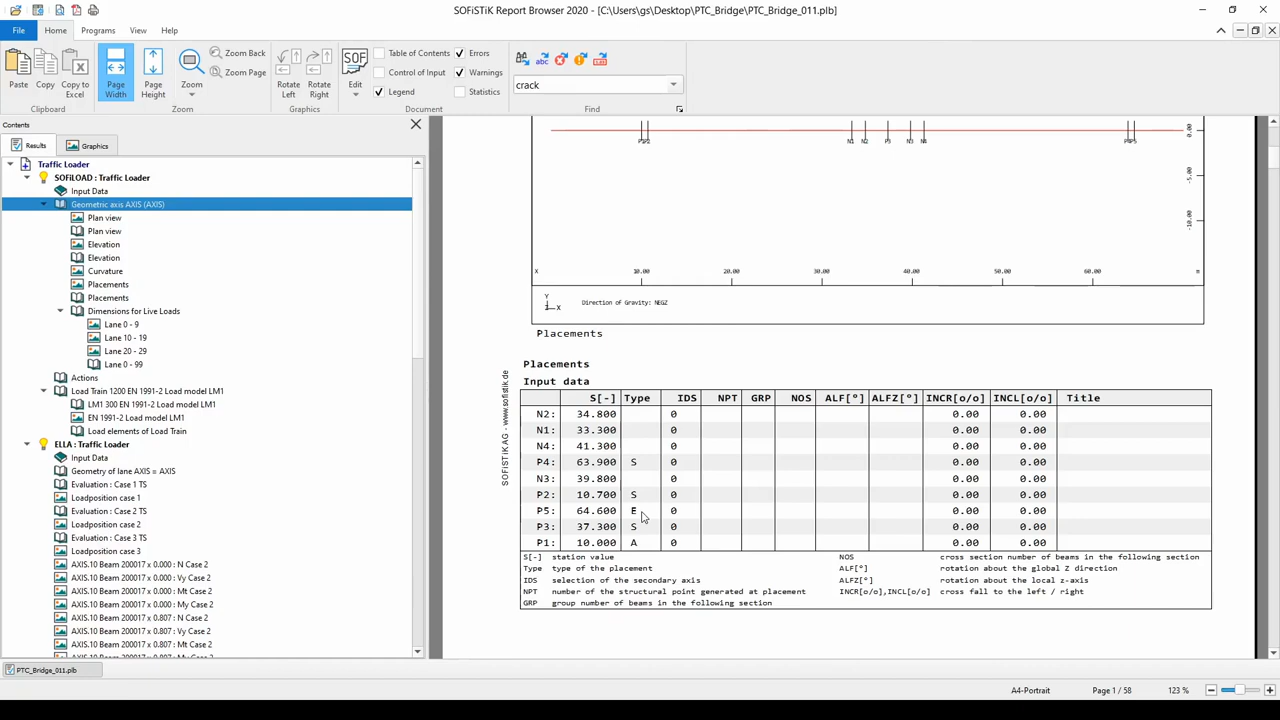 SOFiSTiK Report Browser 2020 - [C:\Users\gs\Desktop\PTC_Bridge\PTC_Bridge_011.plb]
File Home Programs View Help
Paste Copy Copy to Excel
Clipboard
Page Width Page Height Zoom Zoom Back Zoom Page
Zoom
Rotate Left Rotate Right
Graphics
SOF Edit Table of Contents Errors
Control of Input Warnings
Legend Statistics
Document
abc
crack
Find
Contents
Results Graphics
Traffic Loader
SOFiLOAD : Traffic Loader
Input Data
Geometric axis AXIS (AXIS)
Plan view
Plan view
Elevation
Elevation
Curvature
Placements
Placements
Dimensions for Live Loads
Lane 0 - 9
Lane 10 - 19
Lane 20 - 29
Lane 0 - 99
Actions
Load Train 1200 EN 1991-2 Load model LM1
LM1 300 EN 1991-2 Load model LM1
EN 1991-2 Load model LM1
Load elements of Load Train
ELLA : Traffic Loader
Input Data
Geometry of lane AXIS = AXIS
Evaluation : Case 1 TS
Loadposition case 1
Evaluation : Case 2 TS
Loadposition case 2
Evaluation : Case 3 TS
Loadposition case 3
AXIS.10 Beam 200017 x 0.000 : N Case 2
AXIS.10 Beam 200017 x 0.000 : Vy Case 2
AXIS.10 Beam 200017 x 0.000 : Mt Case 2
AXIS.10 Beam 200017 x 0.000 : My Case 2
AXIS.10 Beam 200017 x 0.807 : N Case 2
AXIS.10 Beam 200017 x 0.807 : Vy Case 2
AXIS.10 Beam 200017 x 0.807 : Mt Case 2
AXIS.10 Beam 200017 x 0.807 : My Case 2
N1 N2 P3 N3 N4
0.00
-5.00
-10.00
X 10.00 20.00 30.00 40.00 50.00 60.00 m
Y
X
Direction of Gravity: NEGZ
Placements
SOFiSTiK AG - www.sofistik.de
Placements
Input data
S[-] Type IDS NPT GRP NOS ALF[°] ALFZ[°] INCR[o/o] INCL[o/o] Title
N2: 34.800 0 0.00 0.00
N1: 33.300 0 0.00 0.00
N4: 41.300 0 0.00 0.00
P4: 63.900 S 0 0.00 0.00
N3: 39.800 0 0.00 0.00
P2: 10.700 S 0 0.00 0.00
P5: 64.600 E 0 0.00 0.00
P3: 37.300 S 0 0.00 0.00
P1: 10.000 A 0 0.00 0.00
S[-] station value NOS cross section number of beams in the following section
Type type of the placement ALF[°] rotation about the global Z direction
IDS selection of the secondary axis ALFZ[°] rotation about the local z-axis
NPT number of the structural point generated at placement INCR[o/o],INCL[o/o] cross fall to the left / right
GRP group number of beams in the following section
PTC_Bridge_011.plb
A4-Portrait Page 1 / 58 123 %